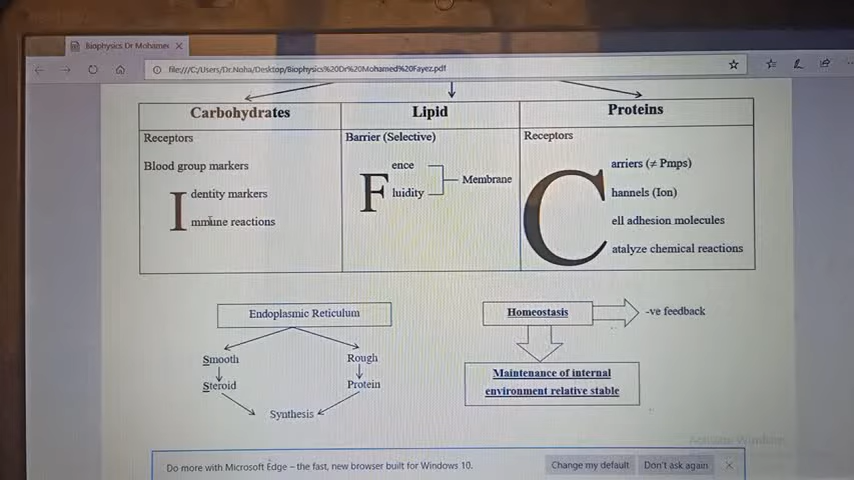 Biophysics Dr Mohamed
file:///C:/Users/Dr.Noha/Desktop/Biophysics%20Dr%20Mohamed%20Fayez.pdf
Carbohydrates Lipid Proteins
Receptors Barrier (Selective) Receptors
Blood group markers
I dentity markers
mmune reactions
F ence
luidity
Membrane
C arriers (≠ Pmps)
hannels (Ion)
ell adhesion molecules
atalyze chemical reactions
Endoplasmic Reticulum
Smooth Rough
Steroid Protein
Synthesis
Homeostasis
-ve feedback
Maintenance of internal
environment relative stable
Activate Windows
Do more with Microsoft Edge – the fast, new browser built for Windows 10.
Change my default Don't ask again